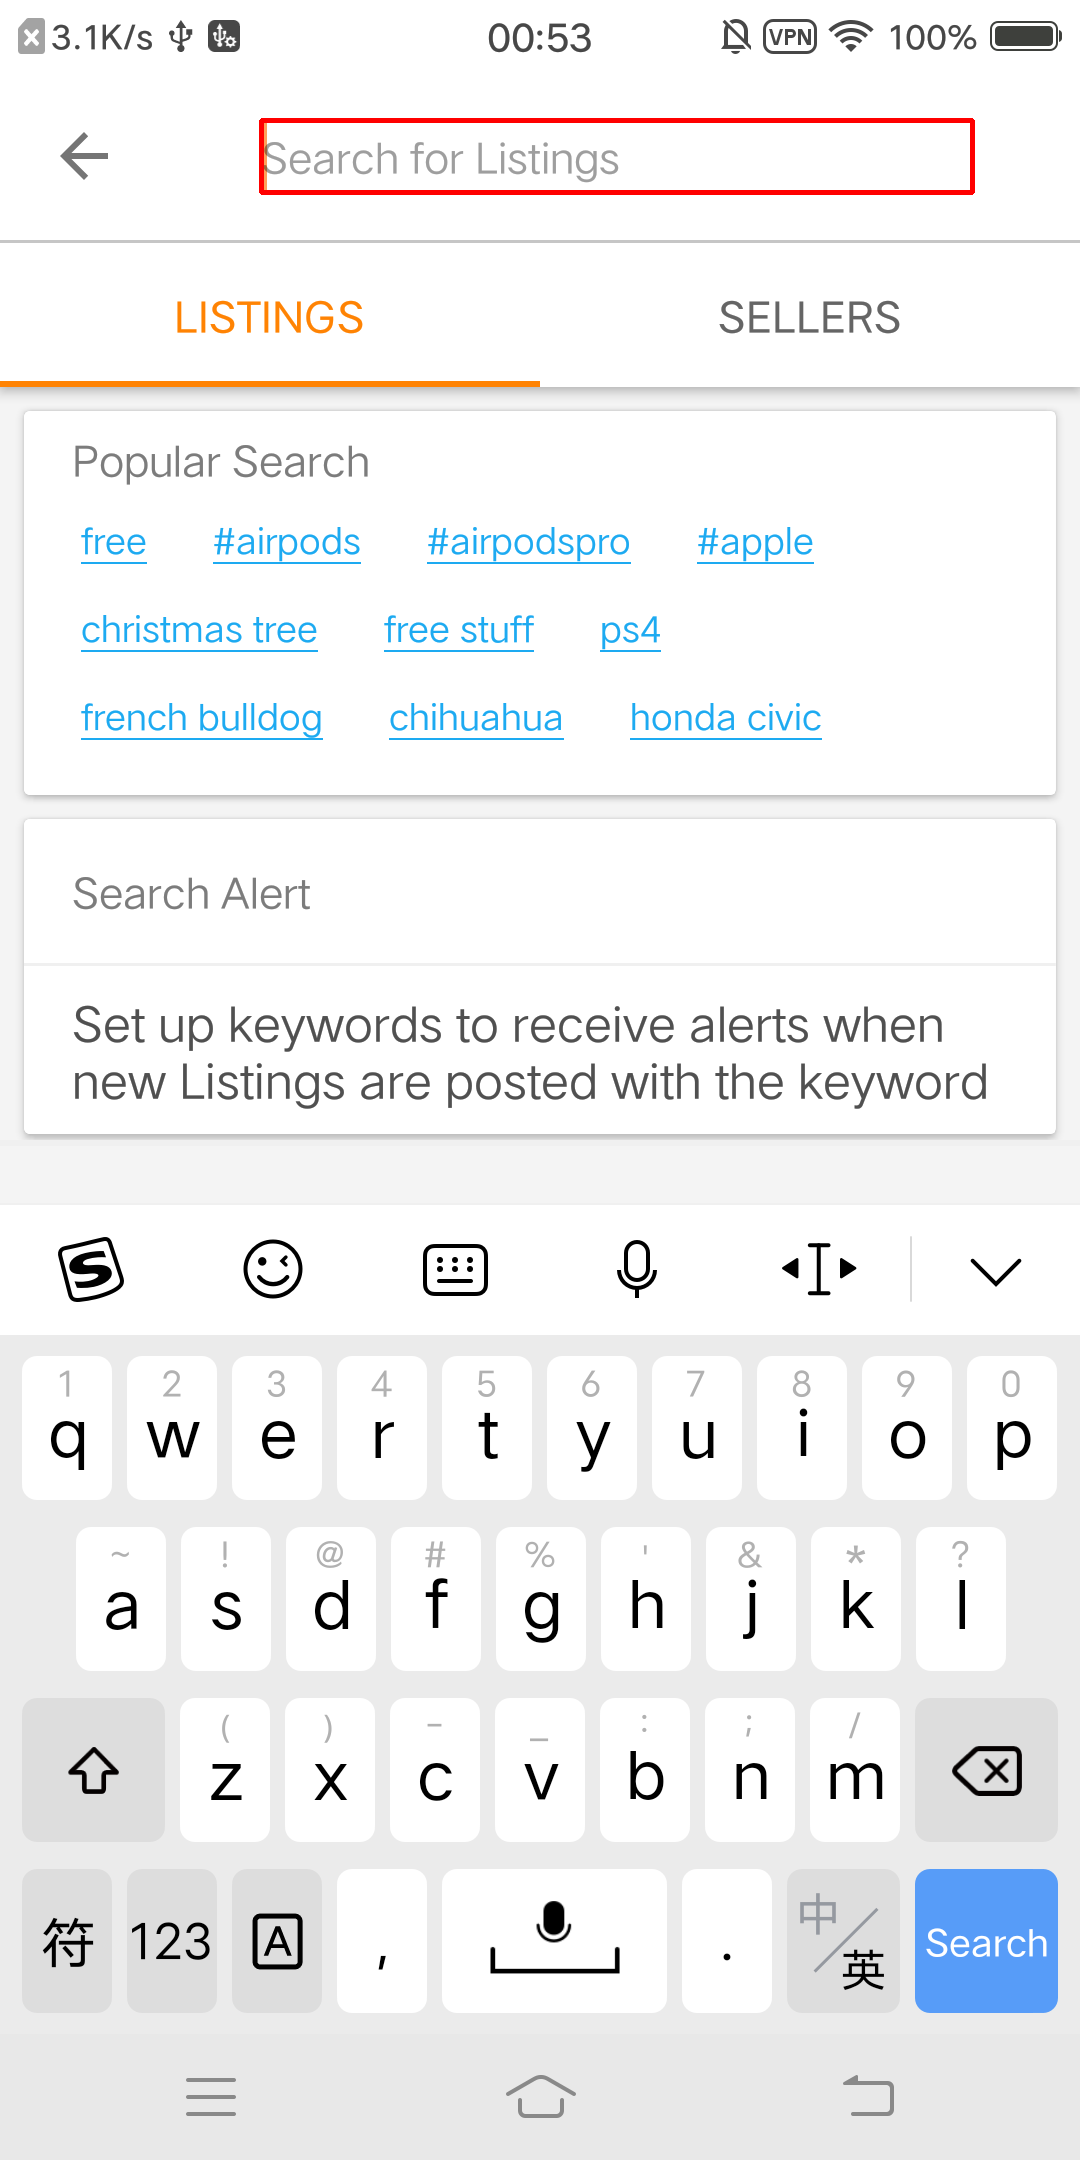 3.1K/s 00:53 VPN 100%
Search for Listings
LISTINGS SELLERS
Popular Search
free #airpods #airpodspro #apple
christmas tree free stuff ps4
french bulldog chihuahua honda civic
Search Alert
Set up keywords to receive alerts when
new Listings are posted with the keyword
1 2 3 4 5 6 7 8 9 0
q w e r t y u i o p
~ ! @ # % ' & * ?
a s d f g h j k l
( ) - _ : ; /
z x c v b n m
符 123 A , . 中/英 Search